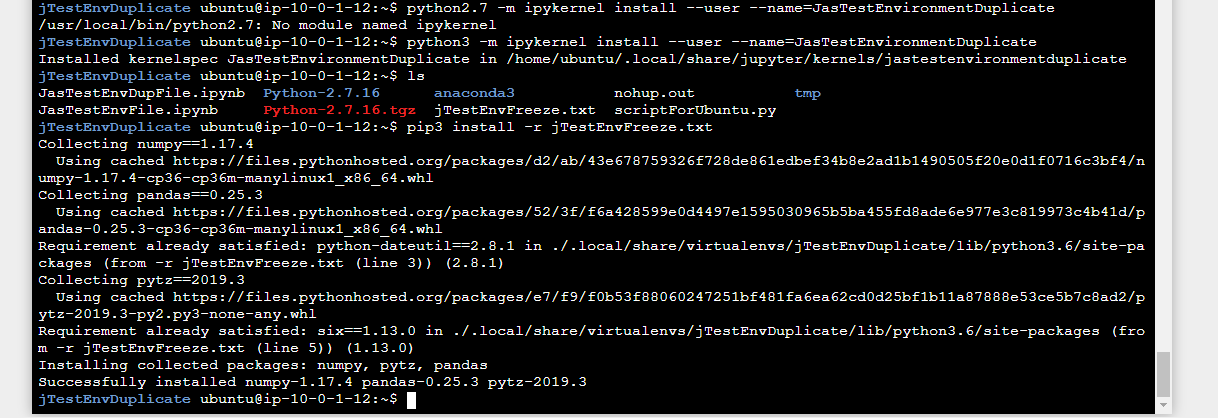 jTestEnvDuplicate ubuntu@ip-10-0-1-12:~$ python2.7 -m ipykernel install --user --name=JasTestEnvironmentDuplicate
/usr/local/bin/python2.7: No module named ipykernel
jTestEnvDuplicate ubuntu@ip-10-0-1-12:~$ python3 -m ipykernel install --user --name=JasTestEnvironmentDuplicate
Installed kernelspec JasTestEnvironmentDuplicate in /home/ubuntu/.local/share/jupyter/kernels/jastestenvironmentduplicate
jTestEnvDuplicate ubuntu@ip-10-0-1-12:~$ ls
JasTestEnvDupFile.ipynb  Python-2.7.16      anaconda3           nohup.out           tmp
JasTestEnvFile.ipynb     Python-2.7.16.tgz  jTestEnvFreeze.txt  scriptForUbuntu.py
jTestEnvDuplicate ubuntu@ip-10-0-1-12:~$ pip3 install -r jTestEnvFreeze.txt
Collecting numpy==1.17.4
  Using cached https://files.pythonhosted.org/packages/d2/ab/43e678759326f728de861edbef34b8e2ad1b1490505f20e0d1f0716c3bf4/n
umpy-1.17.4-cp36-cp36m-manylinux1_x86_64.whl
Collecting pandas==0.25.3
  Using cached https://files.pythonhosted.org/packages/52/3f/f6a428599e0d4497e1595030965b5ba455fd8ade6e977e3c819973c4b41d/p
andas-0.25.3-cp36-cp36m-manylinux1_x86_64.whl
Requirement already satisfied: python-dateutil==2.8.1 in ./.local/share/virtualenvs/jTestEnvDuplicate/lib/python3.6/site-pa
ckages (from -r jTestEnvFreeze.txt (line 3)) (2.8.1)
Collecting pytz==2019.3
  Using cached https://files.pythonhosted.org/packages/e7/f9/f0b53f88060247251bf481fa6ea62cd0d25bf1b11a87888e53ce5b7c8ad2/p
ytz-2019.3-py2.py3-none-any.whl
Requirement already satisfied: six==1.13.0 in ./.local/share/virtualenvs/jTestEnvDuplicate/lib/python3.6/site-packages (fro
m -r jTestEnvFreeze.txt (line 5)) (1.13.0)
Installing collected packages: numpy, pytz, pandas
Successfully installed numpy-1.17.4 pandas-0.25.3 pytz-2019.3
jTestEnvDuplicate ubuntu@ip-10-0-1-12:~$